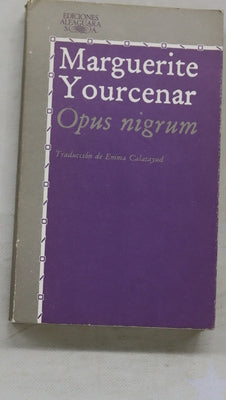 EDICIONES
ALFAGUARA
Marguerite
Yourcenar
Opus nigrum
Traducción de Emma Calatayud